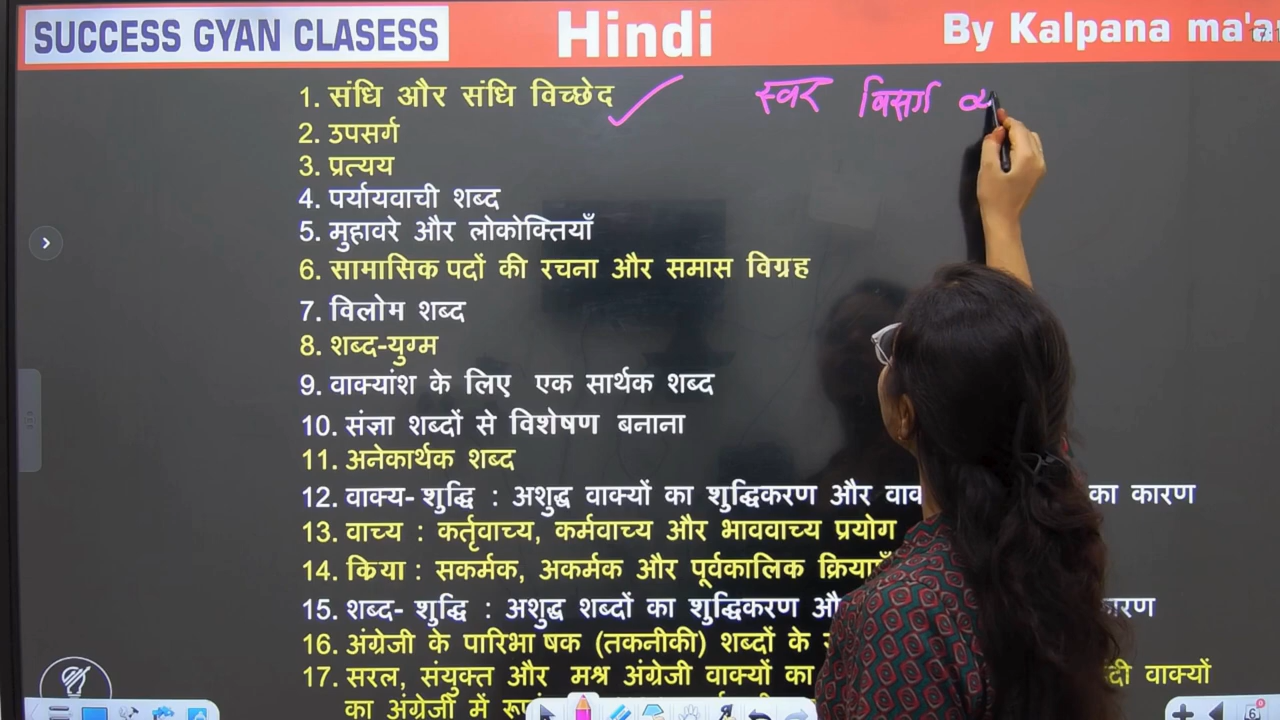 SUCCESS GYAN CLASESS Hindi By Kalpana ma'a
1. संधि और संधि विच्छेद स्वर विसर्ग
2. उपसर्ग
3. प्रत्यय
4. पर्यायवाची शब्द
5. मुहावरे और लोकोक्तियाँ
6. सामासिक पदों की रचना और समास विग्रह
7. विलोम शब्द
8. शब्द-युग्म
9. वाक्यांश के लिए एक सार्थक शब्द
10. संज्ञा शब्दों से विशेषण बनाना
11. अनेकार्थक शब्द
12. वाक्य- शुद्धि : अशुद्ध वाक्यों का शुद्धिकरण और का कारण
13. वाच्य : कर्तृवाच्य, कर्मवाच्य और भाववाच्य प्रयोग
14. क्रिया : सकर्मक, अकर्मक और पूर्वकालिक क्रियाएँ
15. शब्द- शुद्धि : अशुद्ध शब्दों का शुद्धिकरण
16. अंग्रेजी के पारिभा षक (तकनीकी) शब्दों के
17. सरल, संयुक्त और मश्र अंग्रेजी वाक्यों का वाक्यों
का अंग्रेजी में